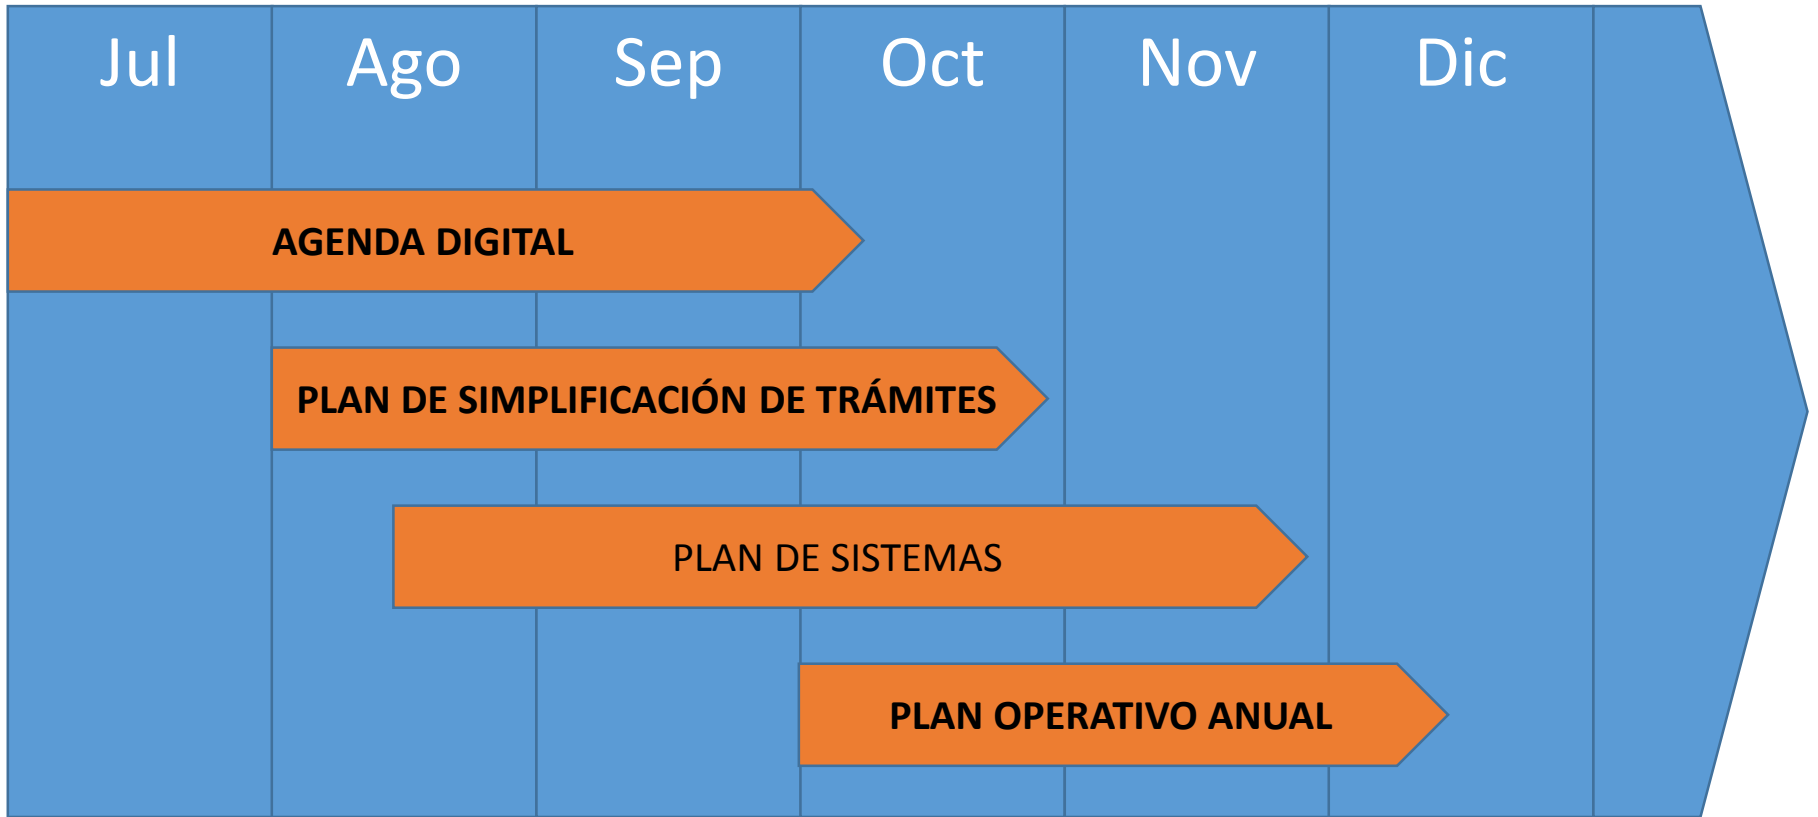 Jul Ago Sep Oct Nov Dic
AGENDA DIGITAL
PLAN DE SIMPLIFICACIÓN DE TRÁMITES
PLAN DE SISTEMAS
PLAN OPERATIVO ANUAL